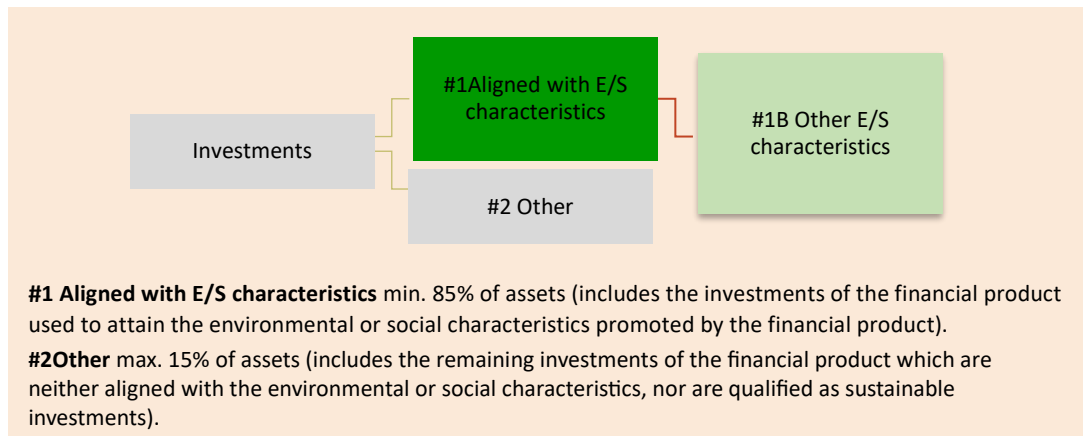 #1Aligned with E/S
characteristics
#1B Other E/S
characteristics
Investments
#2 Other
#1 Aligned with E/S characteristics min. 85% of assets (includes the investments of the financial product
used to attain the environmental or social characteristics promoted by the financial product).
#2Other max. 15% of assets (includes the remaining investments of the financial product which are
neither aligned with the environmental or social characteristics, nor are qualified as sustainable
investments).